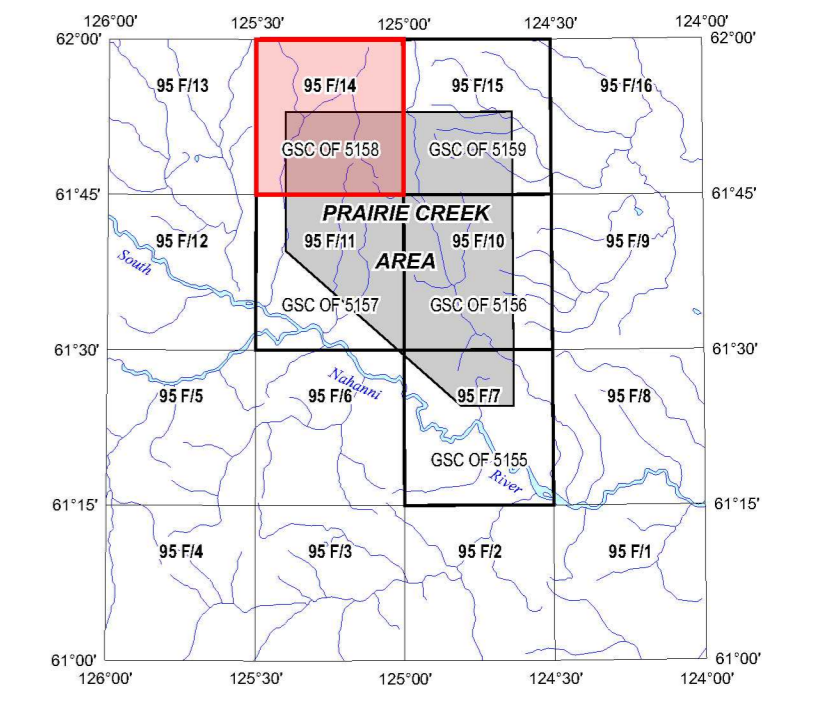 126°00' 125°30' 125°00' 124°30' 124°00'
62°00' 62°00'
95 F/13 95 F/14 95 F/15 95 F/16
GSC OF 5158 GSC OF 5159
61°45' 61°45'
PRAIRIE CREEK
95 F/12 95 F/11 95 F/10 95 F/9
South AREA
GSC OF 5157 GSC OF 5156
61°30' 61°30'
Nahanni
95 F/5 95 F/6 95 F/7 95 F/8
GSC OF 5155
River
61°15' 61°15'
95 F/4 95 F/3 95 F/2 95 F/1
61°00' 61°00'
126°00' 125°30' 125°00' 124°30' 124°00'